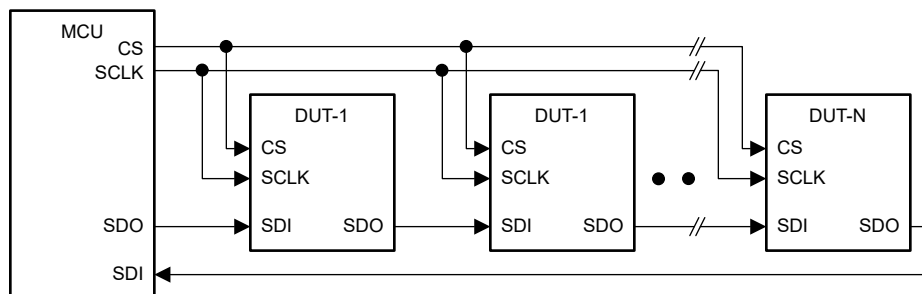 MCU
CS
SCLK
DUT-1
DUT-1
DUT-N
CS
CS
CS
SCLK
SCLK
SCLK
SDO
SDI
SDO
SDI
SDO
SDI
SDO
SDI